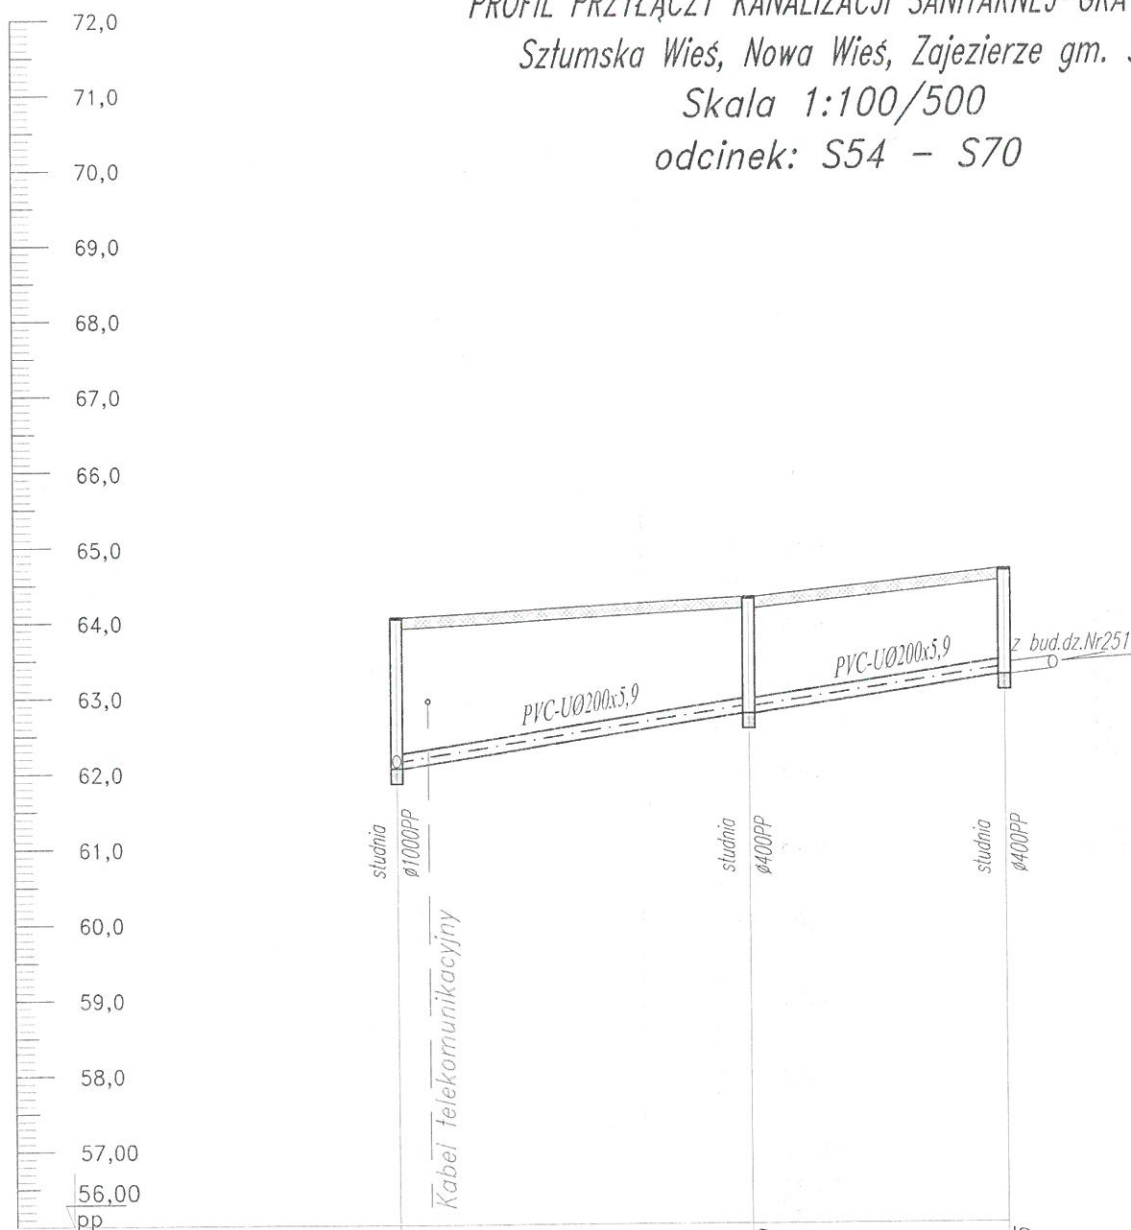 PROFIL PRZYŁĄCZY KANALIZACJI SANITARNEJ
Sztumska Wieś, Nowa Wieś, Zajezierze gm.
Skala 1:100/500
odcinek: S54 - S70
72,0
71,0
70,0
69,0
68,0
67,0
66,0
65,0
64,0
63,0
62,0
61,0
60,0
59,0
58,0
57,00
56,00
pp
PVC-UØ200x5,9
PVC-UØ200x5,9
z bud.dz.Nr251
studnia
ø1000PP
studnia
ø400PP
studnia
ø400PP
Kabel telekomunikacyjny